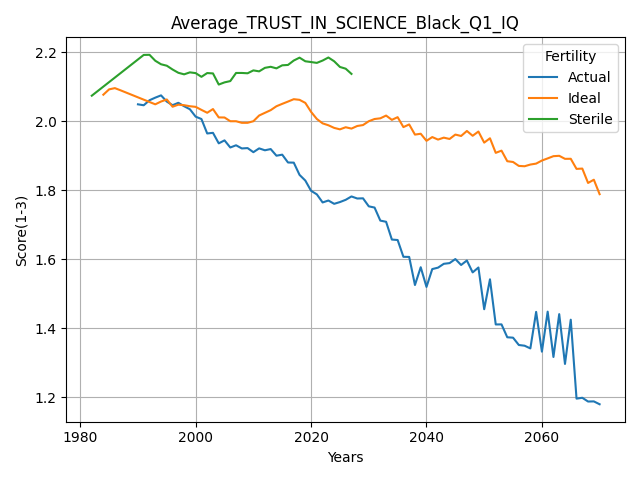 Average_TRUST_IN_SCIENCE_Black_Q1_IQ
Fertility
Actual
Ideal
Sterile
Score(1-3)
2.2
2.0
1.8
1.6
1.4
1.2
1980 2000 2020 2040 2060
Years